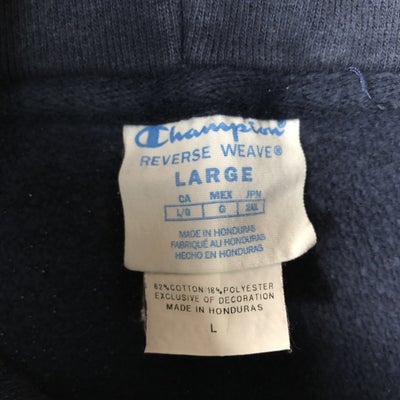 Champion
REVERSE WEAVE®
LARGE
CA MEX JPN
L/G G 2XL
MADE IN HONDURAS
FABRIQUÉ AU HONDURAS
HECHO EN HONDURAS
82%COTTON 18%POLYESTER
EXCLUSIVE OF DECORATION
MADE IN HONDURAS
L